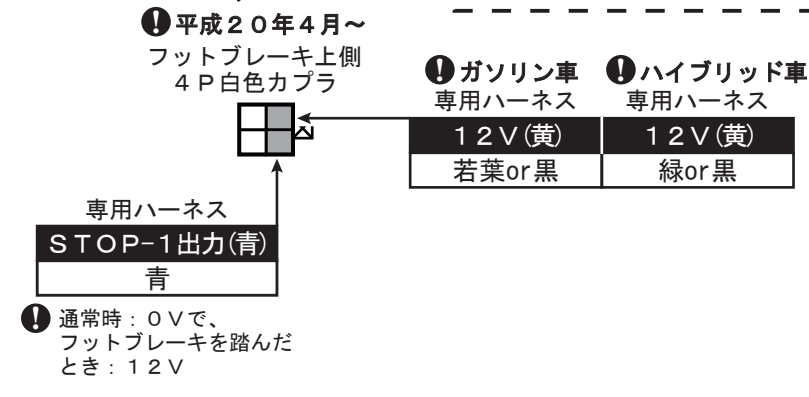 平成２０年４月～
フットブレーキ上側
４Ｐ白色カプラ
ガソリン車
専用ハーネス
１２Ｖ(黄)
若葉or黒
ハイブリッド車
専用ハーネス
１２Ｖ(黄)
緑or黒
専用ハーネス
ＳＴＯＰ-１出力(青)
青
通常時：０Ｖで、
フットブレーキを踏んだ
とき：１２Ｖ